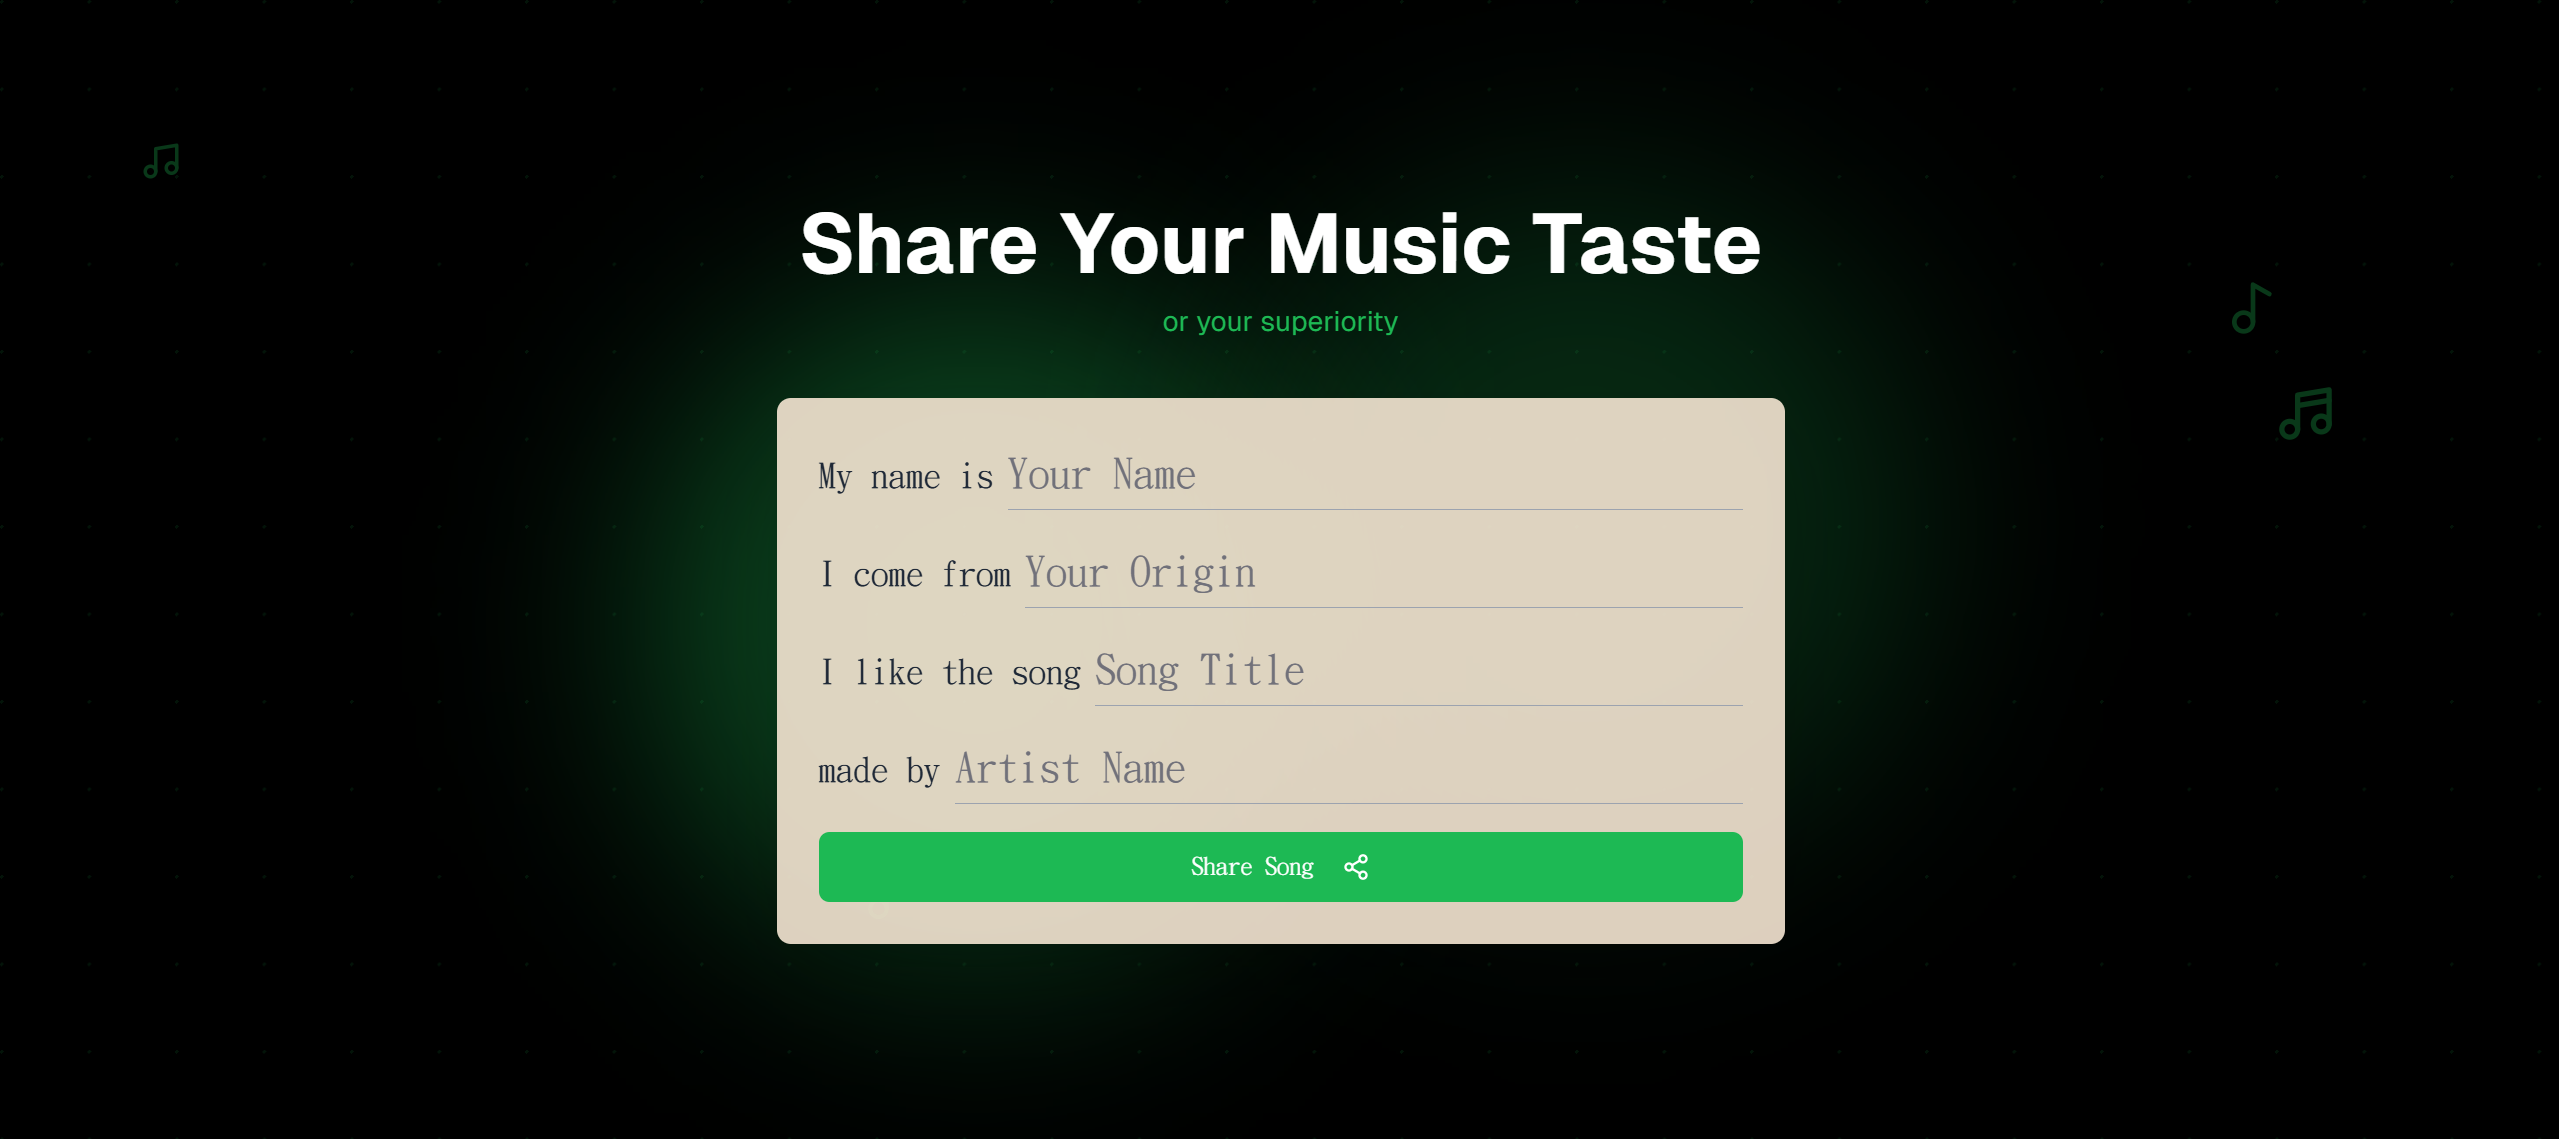 Share Your Music Taste
or your superiority
My name is Your Name
I come from Your Origin
I like the song Song Title
made by Artist Name
Share Song